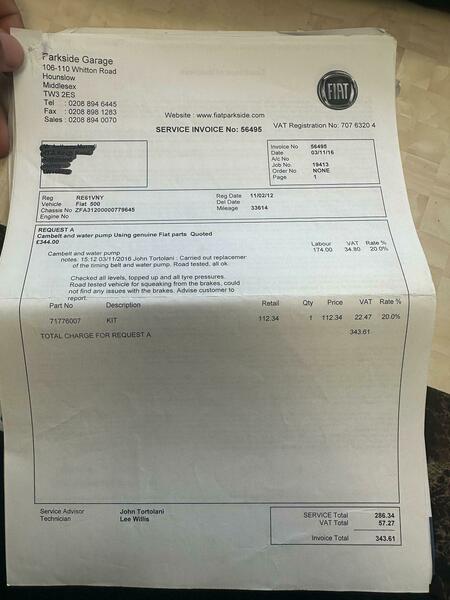 Parkside Garage
106-110 Whitton Road
Hounslow
Middlesex
TW3 2ES
Tel : 0208 894 6445
Fax : 0208 898 1283
Sales : 0208 894 0070
FIAT
Website : www.fiatparkside.com
VAT Registration No: 707 6320 4
SERVICE INVOICE No: 56495
Invoice No 56495
Date 03/11/16
A/c No
Job No. 19413
Order No NONE
Page 1
Reg RE61VNY Reg Date 11/02/12
Vehicle Fiat 500 Del Date
Chassis No ZFA31200000779645 Mileage 33614
Engine No
REQUEST A
Cambelt and water pump Using genuine Fiat parts Quoted
£344.00
Labour VAT Rate %
Cambelt and water pump 174.00 34.80 20.0%
notes: 15:12 03/11/2016 John Tortolani : Carried out replacemer
of the timing belt and water pump. Road tested, all ok.
Checked all levels, topped up and all tyre pressures.
Road tested vehicle for squeaking from the brakes, could
not find any issues with the brakes. Advise customer to
report.
Part No Description Retail Qty Price VAT Rate %
71776007 KIT 112.34 1 112.34 22.47 20.0%
TOTAL CHARGE FOR REQUEST A 343.61
Service Advisor John Tortolani
Technician Lee Willis
SERVICE Total 286.34
VAT Total 57.27
Invoice Total 343.61